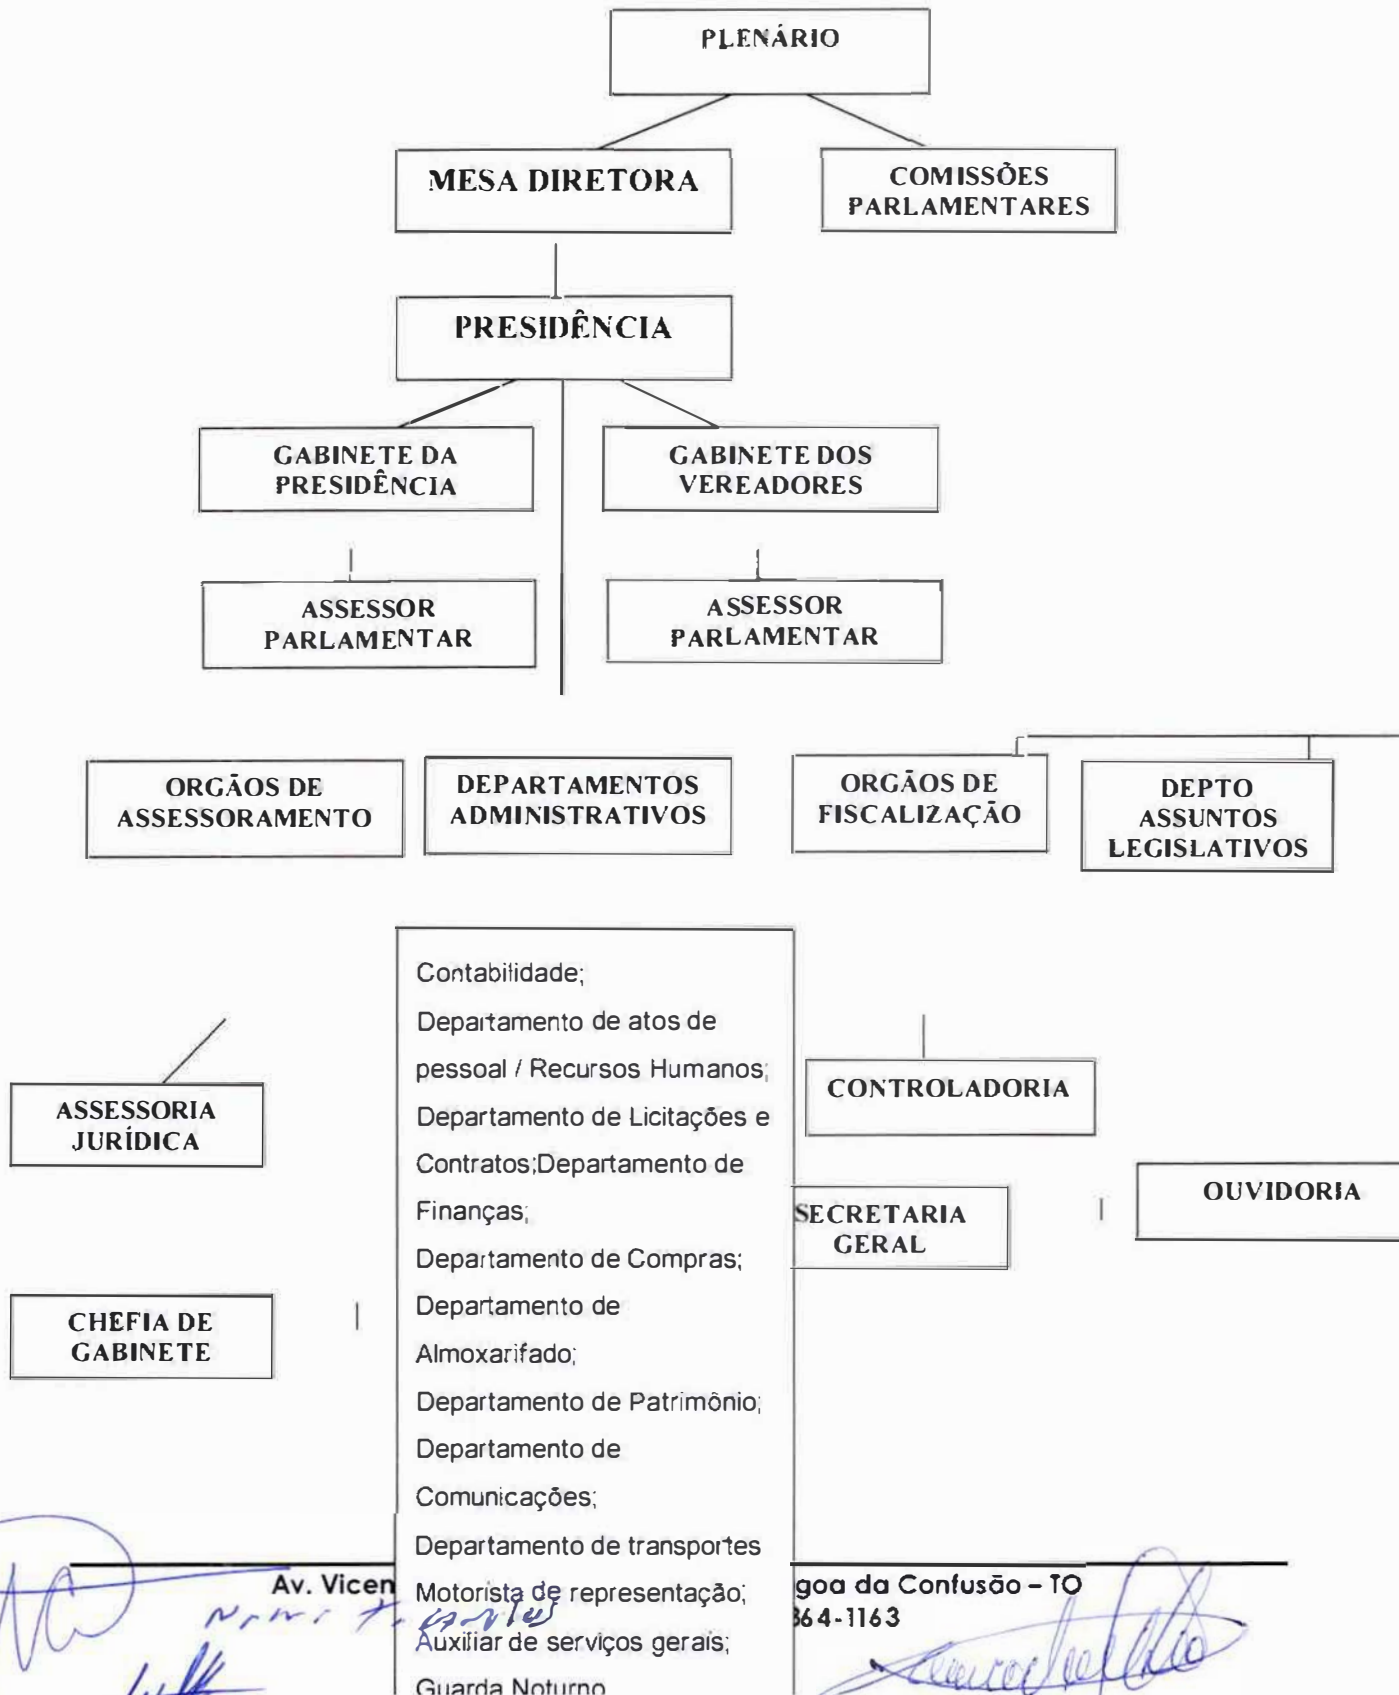 PLENÁRIO
MESA DIRETORA
COMISSÕES
PARLAMENTARES
PRESIDÊNCIA
GABINETE DA
PRESIDÊNCIA
GABINETE DOS
VEREADORES
ASSESSOR
PARLAMENTAR
ASSESSOR
PARLAMENTAR
ORGÃOS DE
ASSESSORAMENTO
DEPARTAMENTOS
ADMINISTRATIVOS
ORGÃOS DE
FISCALIZAÇÃO
DEPTO
ASSUNTOS
LEGISLATIVOS
Contabilidade;
Departamento de atos de
pessoal / Recursos Humanos;
Departamento de Licitações e
Contratos;Departamento de
Finanças;
Departamento de Compras;
Departamento de
Almoxarifado;
Departamento de Patrimônio;
Departamento de
Comunicações;
Departamento de transportes
Motorista de representação;
Auxiliar de serviços gerais;
Guarda Noturno
ASSESSORIA
JURÍDICA
CONTROLADORIA
OUVIDORIA
SECRETARIA
GERAL
CHEFIA DE
GABINETE
Av. Vicen
goa da Confusão – TO
364-1163